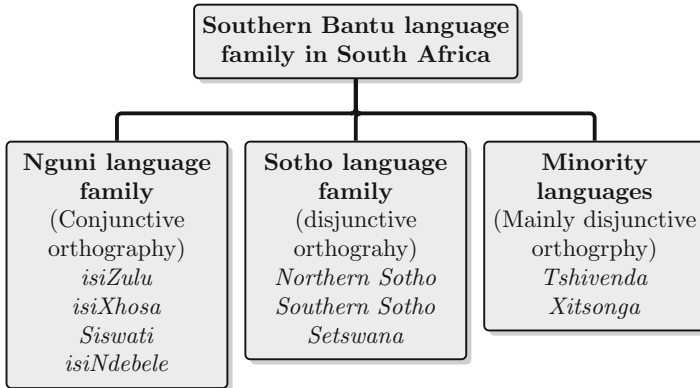 Southern Bantu language
family in South Africa
Nguni language
family
(Conjunctive
orthography)
isiZulu
isiXhosa
Siswati
isiNdebele
Sotho language
family
(disjunctive
orthograhy)
Northern Sotho
Southern Sotho
Setswana
Minority
languages
(Mainly disjunctive
orthogrphy)
Tshivenda
Xitsonga